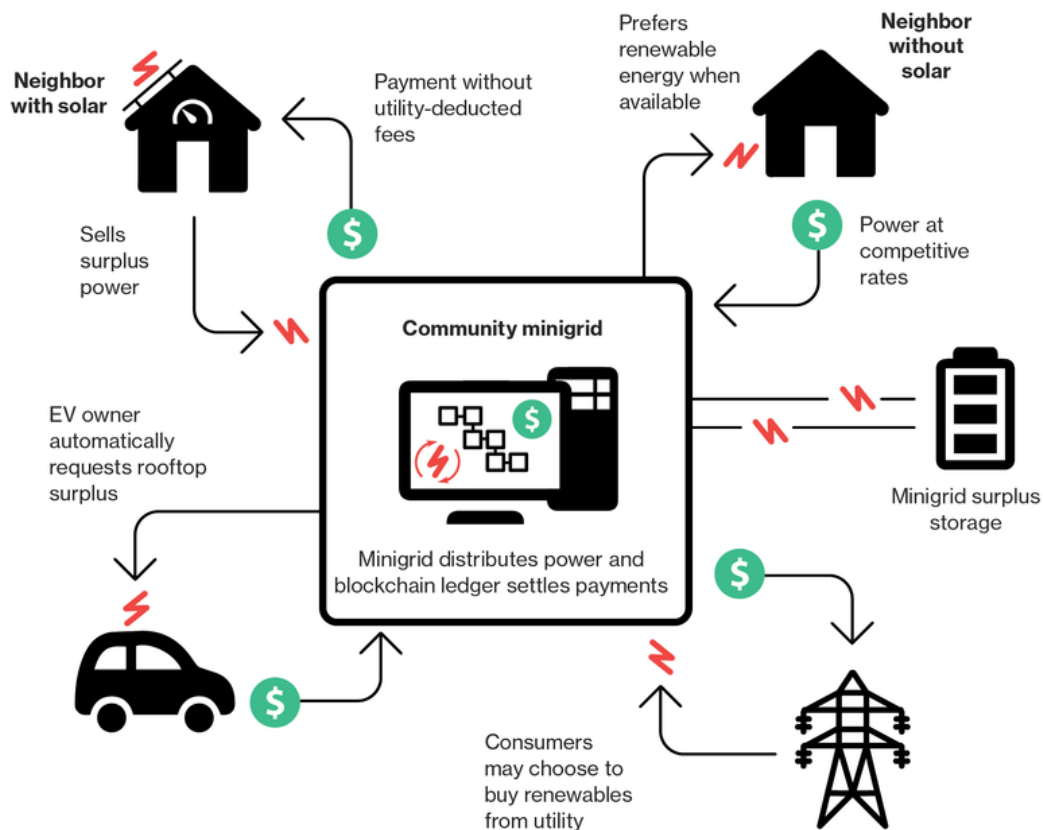 Neighbor
with solar
Payment without
utility-deducted
fees
Prefers
renewable
energy when
available
Neighbor
without
solar
$
$
Sells
surplus
power
Power at
competitive
rates
Community minigrid
$
EV owner
automatically
requests rooftop
surplus
Minigrid surplus
storage
Minigrid distributes power and
blockchain ledger settles payments
$
$
Consumers
may choose to
buy renewables
from utility